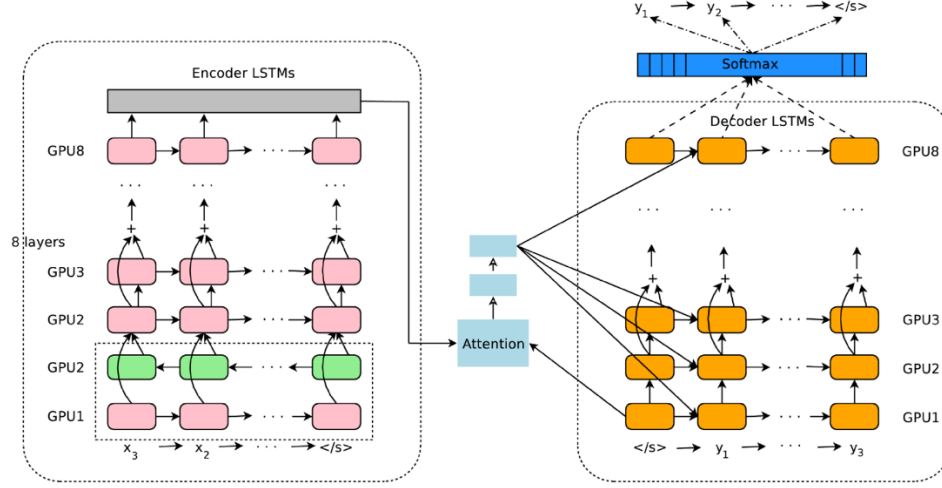 y1 y2 . . . </s>
Softmax
Encoder LSTMs
GPU8
. . .
. . . . . . . . .
+ + +
8 layers
GPU3
. . .
GPU2
. . .
GPU2
. . .
GPU1
. . .
x3 x2 . . . </s>
Attention
Decoder LSTMs
GPU8
. . .
. . . . . . . . .
+ + +
GPU3
. . .
GPU2
. . .
GPU1
. . .
</s> y1 . . . y3